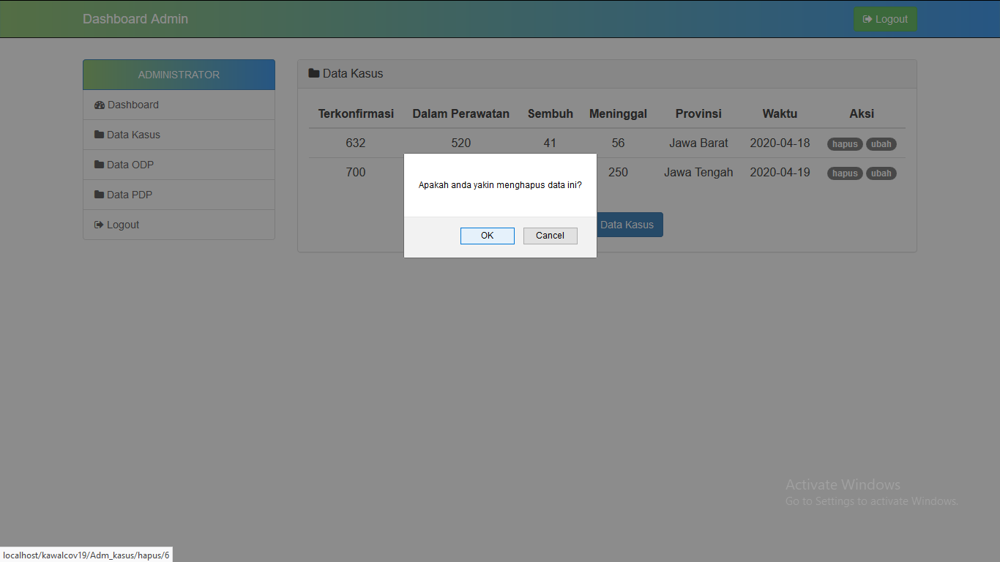 Dashboard Admin
Logout
ADMINISTRATOR
Dashboard
Data Kasus
Data ODP
Data PDP
Logout
Data Kasus
Terkonfirmasi Dalam Perawatan Sembuh Meninggal Provinsi Waktu Aksi
632 520 41 56 Jawa Barat 2020-04-18 hapus ubah
700 250 Jawa Tengah 2020-04-19 hapus ubah
Data Kasus
Apakah anda yakin menghapus data ini?
OK Cancel
Activate Windows
Go to Settings to activate Windows.
localhost/kawalcov19/Adm_kasus/hapus/6